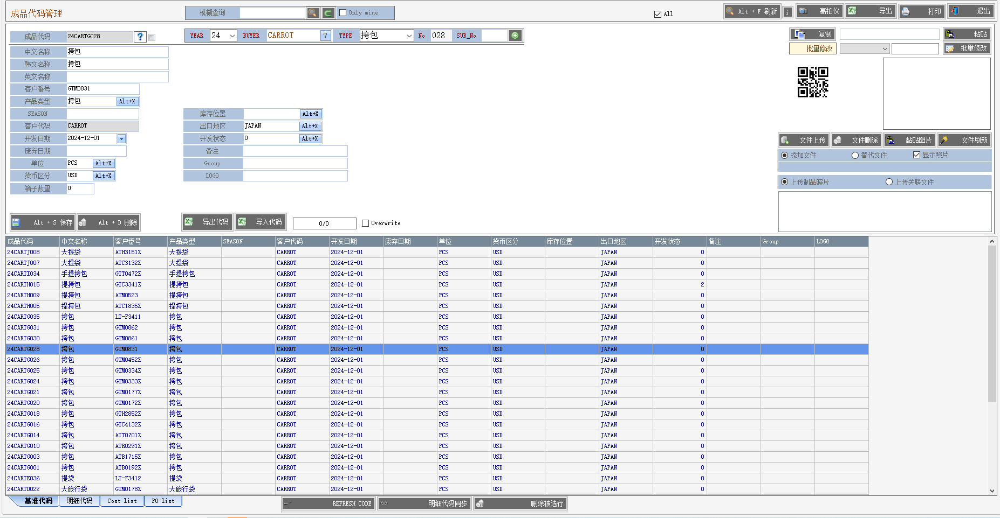 成品代码管理 模糊查询 Only mine All Alt + F 刷新 i 高拍仪 导出 打印 退出
成品代码 24CARTG028 ? YEAR 24 BUYER CARROT ? TYPE 挎包 No 028 SUB_No 复制 粘贴
中文名称 挎包 批量修改 批量修改
韩文名称 挎包
英文名称
客户番号 GTM0831
产品类型 挎包 Alt+X
SEASON 库存位置 Alt+X
客户代码 CARROT 出口地区 JAPAN Alt+X
开发日期 2024-12-01 开发状态 0 Alt+X 文件上传 文件删除 黏贴图片 文件刷新
废弃日期 备注 添加文件 替代文件 显示照片
单位 PCS Alt+X Group
货币区分 USD Alt+X LOGO 上传制品照片 上传关联文件
箱子数量 0
Alt + S 保存 Alt + D 删除 导出代码 导入代码 0/0 Overwrite
成品代码 中文名称 客户番号 产品类型 SEASON 客户代码 开发日期 废弃日期 单位 货币区分 库存位置 出口地区 开发状态 备注 Group LOGO
24CARTJ008 大提袋 ATH3151Z 大提袋 CARROT 2024-12-01 PCS USD JAPAN 0
24CARTJ007 大提袋 ATC3132Z 大提袋 CARROT 2024-12-01 PCS USD JAPAN 0
24CARTI034 手提挎包 GTT0472Z 手提挎包 CARROT 2024-12-01 PCS USD JAPAN 0
24CARTH015 提挎包 GTC3341Z 提挎包 CARROT 2024-12-01 PCS USD JAPAN 2
24CARTH009 提挎包 ATM0523 提挎包 CARROT 2024-12-01 PCS USD JAPAN 0
24CARTH005 提挎包 ATC1835Z 提挎包 CARROT 2024-12-01 PCS USD JAPAN 0
24CARTG035 挎包 LT-F3411 挎包 CARROT 2024-12-01 PCS USD JAPAN 0
24CARTG031 挎包 GTM0862 挎包 CARROT 2024-12-01 PCS USD JAPAN 0
24CARTG030 挎包 GTM0861 挎包 CARROT 2024-12-01 PCS USD JAPAN 0
24CARTG028 挎包 GTM0831 挎包 CARROT 2024-12-01 PCS USD JAPAN 0
24CARTG026 挎包 GTM0452Z 挎包 CARROT 2024-12-01 PCS USD JAPAN 0
24CARTG025 挎包 GTM0334Z 挎包 CARROT 2024-12-01 PCS USD JAPAN 0
24CARTG024 挎包 GTM0333Z 挎包 CARROT 2024-12-01 PCS USD JAPAN 0
24CARTG021 挎包 GTM0177Z 挎包 CARROT 2024-12-01 PCS USD JAPAN 0
24CARTG020 挎包 GTM0172Z 挎包 CARROT 2024-12-01 PCS USD JAPAN 0
24CARTG018 挎包 GTH2852Z 挎包 CARROT 2024-12-01 PCS USD JAPAN 0
24CARTG016 挎包 GTC4132Z 挎包 CARROT 2024-12-01 PCS USD JAPAN 0
24CARTG014 挎包 ATT0701Z 挎包 CARROT 2024-12-01 PCS USD JAPAN 0
24CARTG010 挎包 ATR0291Z 挎包 CARROT 2024-12-01 PCS USD JAPAN 0
24CARTG003 挎包 ATB1715Z 挎包 CARROT 2024-12-01 PCS USD JAPAN 0
24CARTG001 挎包 ATB0192Z 挎包 CARROT 2024-12-01 PCS USD JAPAN 0
24CARTE036 提袋 LT-F3412 提袋 CARROT 2024-12-01 PCS USD JAPAN 0
24CARTD022 大旅行袋 GTM0178Z 大旅行袋 CARROT 2024-12-01 PCS USD JAPAN 0
基准代码 明细代码 Cost list PO list REFRESH CODE 明细代码同步 删除被选行